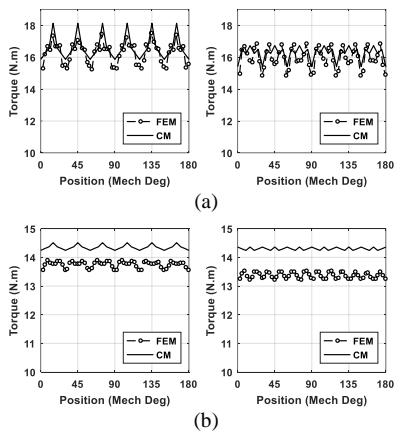 18
16
14
12
10
Torque (N.m)
FEM
CM
0 45 90 135 180
Position (Mech Deg)
18
16
14
12
10
Torque (N.m)
FEM
CM
0 45 90 135 180
Position (Mech Deg)
(a)
15
14
13
12
11
10
Torque (N.m)
FEM
CM
0 45 90 135 180
Position (Mech Deg)
15
14
13
12
11
10
Torque (N.m)
FEM
CM
0 45 90 135 180
Position (Mech Deg)
(b)